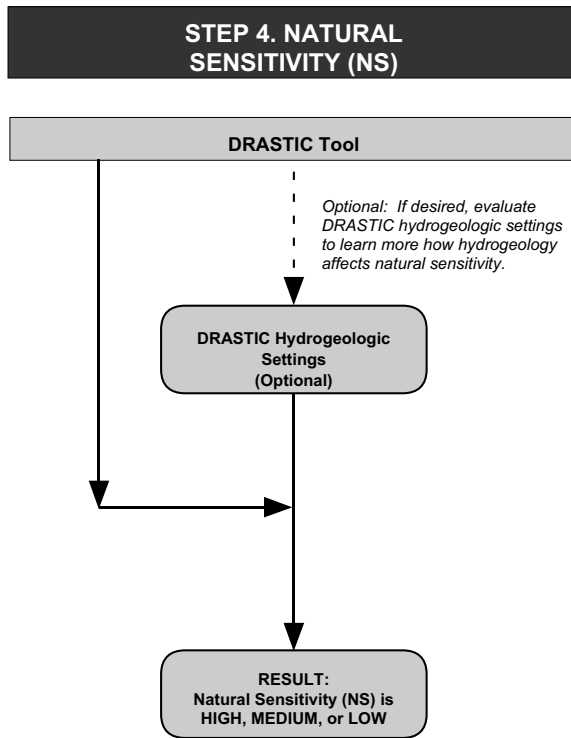 STEP 4. NATURAL
SENSITIVITY (NS)
DRASTIC Tool
Optional:  If desired, evaluate
DRASTIC hydrogeologic settings
to learn more how hydrogeology
affects natural sensitivity.
DRASTIC Hydrogeologic
Settings
(Optional)
RESULT:
Natural Sensitivity (NS) is
HIGH, MEDIUM, or LOW